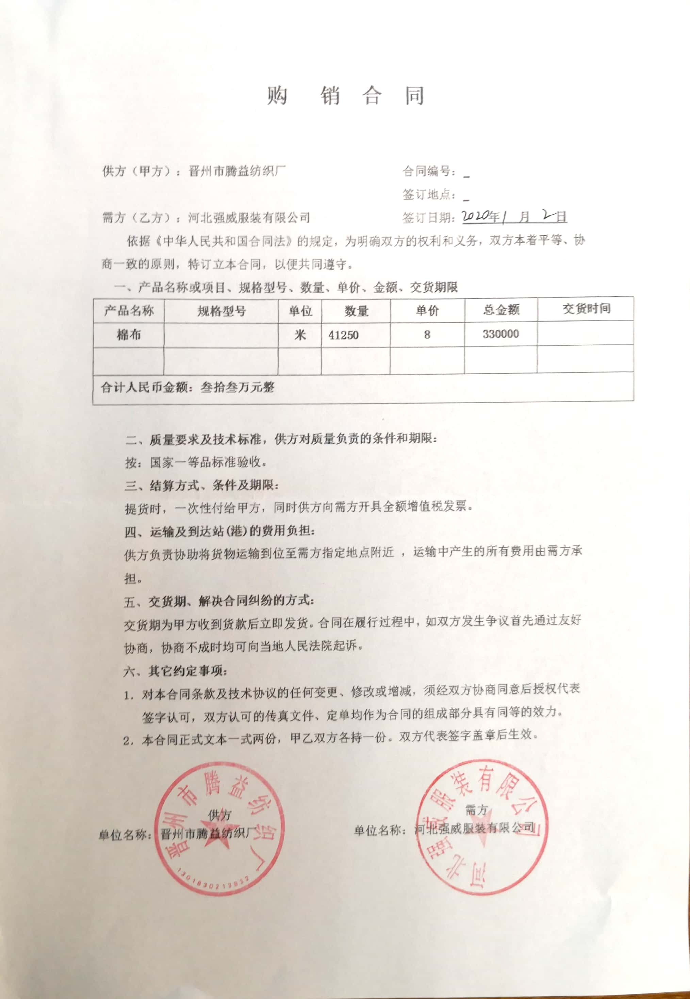 购 销 合 同
供方（甲方）：晋州市腾益纺织厂 合同编号：_
签订地点：_
需方（乙方）：河北强威服装有限公司 签订日期：2020年1月2日
依据《中华人民共和国合同法》的规定，为明确双方的权利和义务，双方本着平等、协
商一致的原则，特订立本合同，以便共同遵守。
一、产品名称或项目、规格型号、数量、单价、金额、交货期限
产品名称 规格型号 单位 数量 单价 总金额 交货时间
棉布 米 41250 8 330000
合计人民币金额：叁拾叁万元整
二、质量要求及技术标准，供方对质量负责的条件和期限：
按：国家一等品标准验收。
三、结算方式、条件及期限：
提货时，一次性付给甲方，同时供方向需方开具全额增值税发票。
四、运输及到达站(港)的费用负担：
供方负责协助将货物运输到位至需方指定地点附近 ，运输中产生的所有费用由需方承
担。
五、交货期、解决合同纠纷的方式：
交货期为甲方收到货款后立即发货。合同在履行过程中，如双方发生争议首先通过友好
协商，协商不成时均可向当地人民法院起诉。
六、其它约定事项：
1. 对本合同条款及技术协议的任何变更、修改或增减，须经双方协商同意后授权代表
签字认可，双方认可的传真文件、定单均作为合同的组成部分具有同等的效力。
2. 本合同正式文本一式两份，甲乙双方各持一份。双方代表签字盖章后生效。
供方 需方
单位名称：晋州市腾益纺织厂 单位名称：河北强威服装有限公司
晋州市腾益纺织厂
河北强威服装有限公司